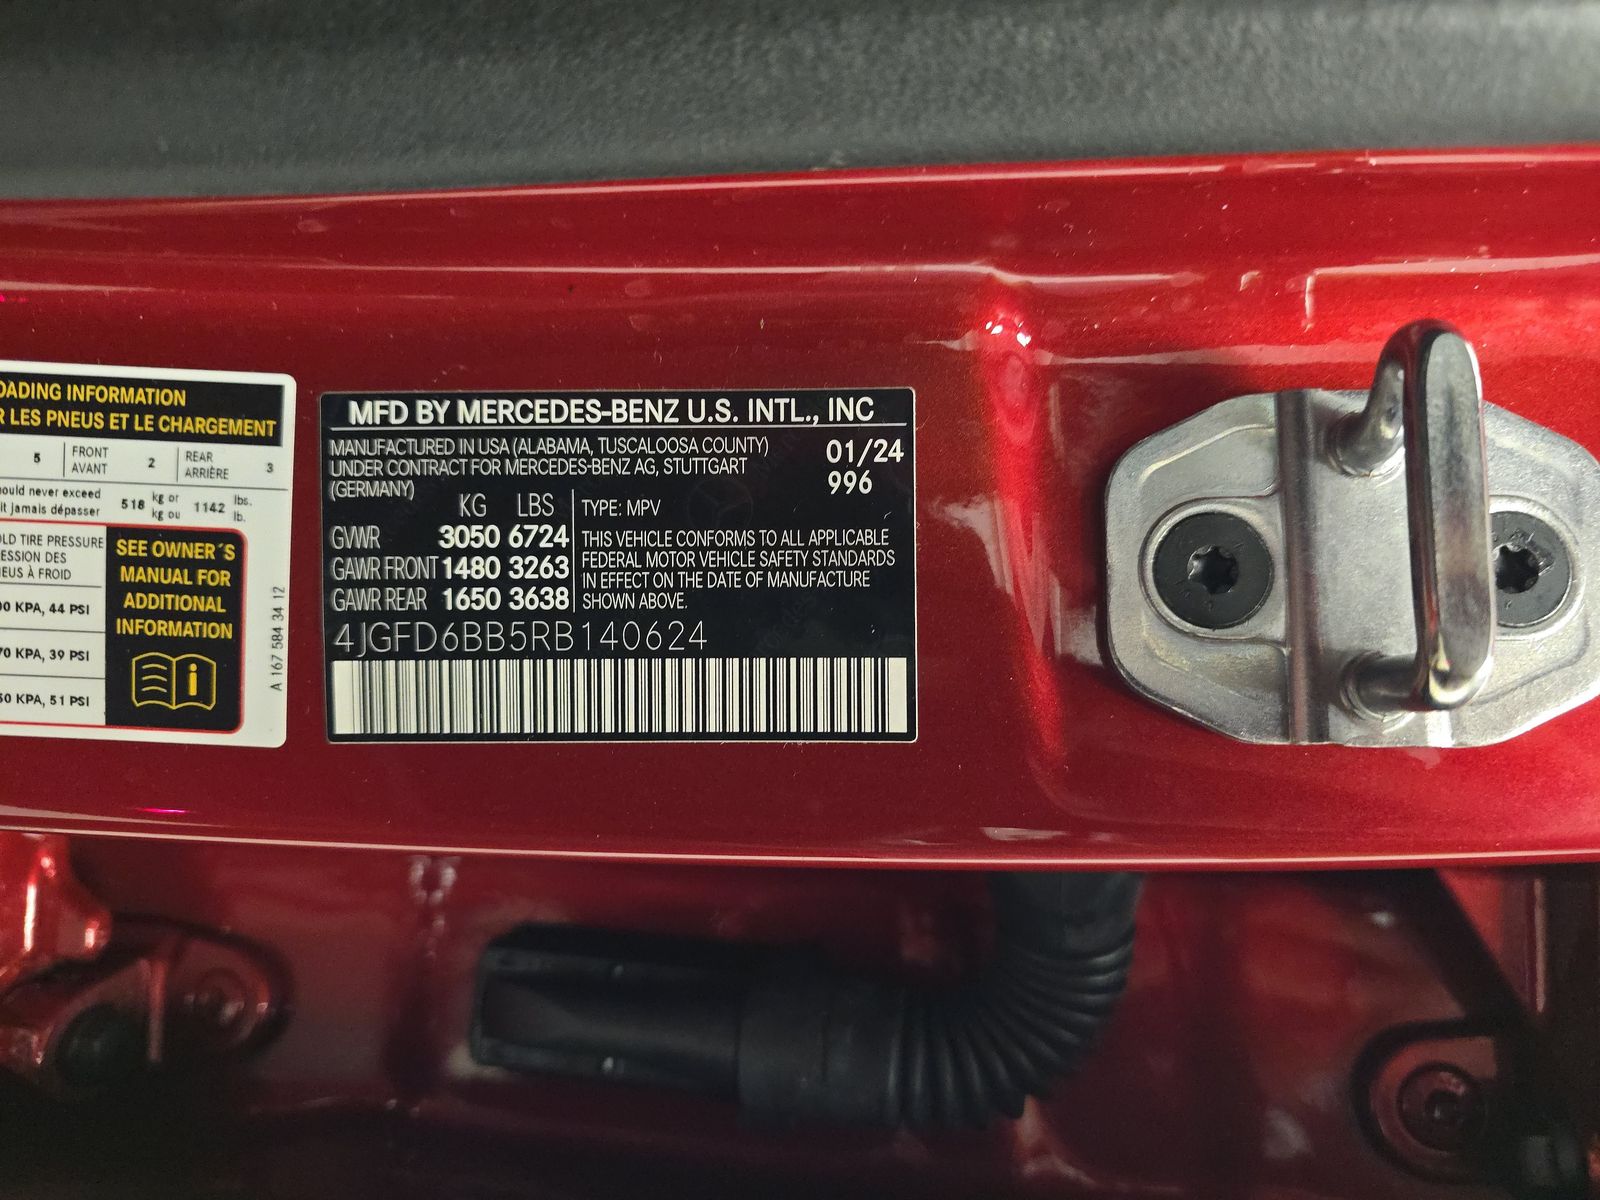 OADING INFORMATION
R LES PNEUS ET LE CHARGEMENT
5 FRONT AVANT 2 REAR ARRIÈRE 3
ould never exceed
it jamais dépasser
518 kg or kg ou 1142 lbs. lb.
OLD TIRE PRESSURE
ESSION DES
NEUS À FROID
00 KPA, 44 PSI
70 KPA, 39 PSI
50 KPA, 51 PSI
SEE OWNER´S
MANUAL FOR
ADDITIONAL
INFORMATION
A 167 584 34 12
MFD BY MERCEDES-BENZ U.S. INTL., INC
MANUFACTURED IN USA (ALABAMA, TUSCALOOSA COUNTY)
UNDER CONTRACT FOR MERCEDES-BENZ AG, STUTTGART
(GERMANY)
01/24
996
KG LBS
GVWR 3050 6724
GAWR FRONT 1480 3263
GAWR REAR 1650 3638
TYPE: MPV
THIS VEHICLE CONFORMS TO ALL APPLICABLE
FEDERAL MOTOR VEHICLE SAFETY STANDARDS
IN EFFECT ON THE DATE OF MANUFACTURE
SHOWN ABOVE.
4JGFD6BB5RB140624